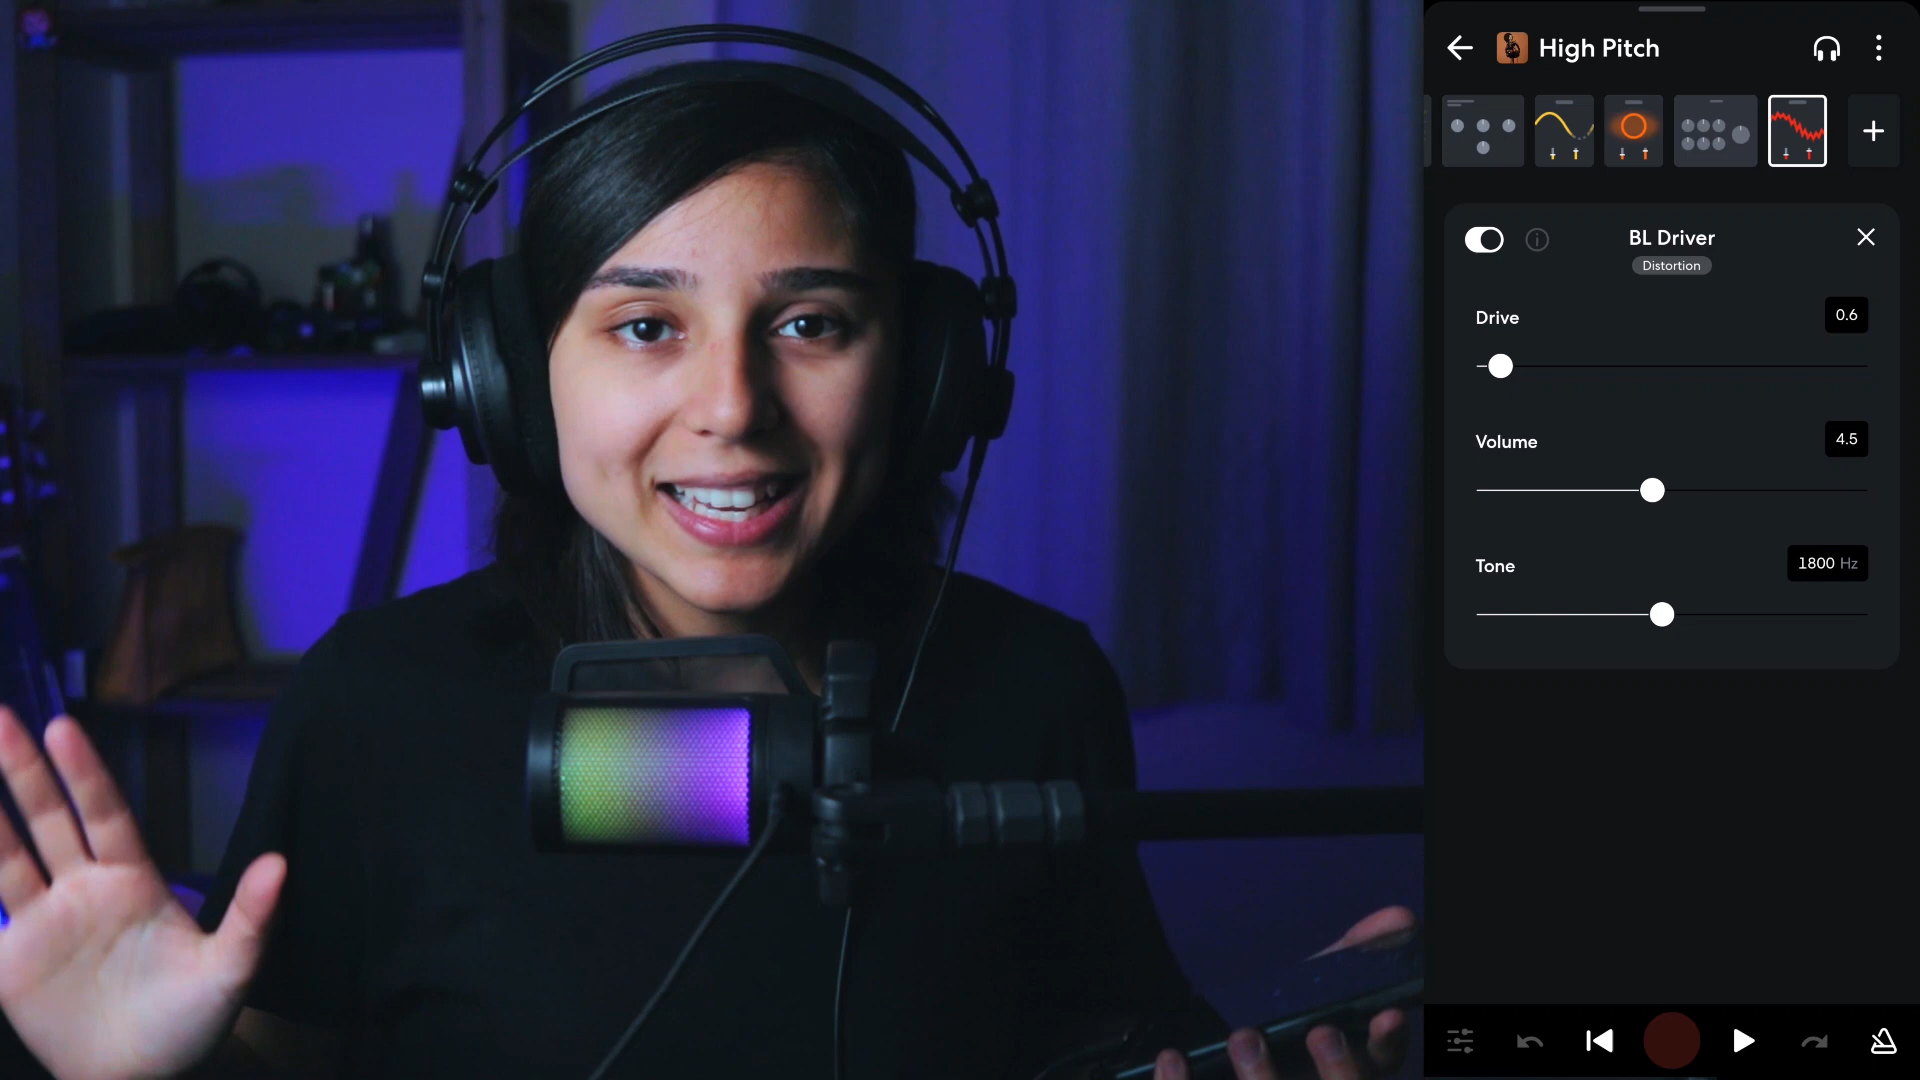 High Pitch
BL Driver
Distortion
Drive
0.6
Volume
4.5
Tone
1800 Hz